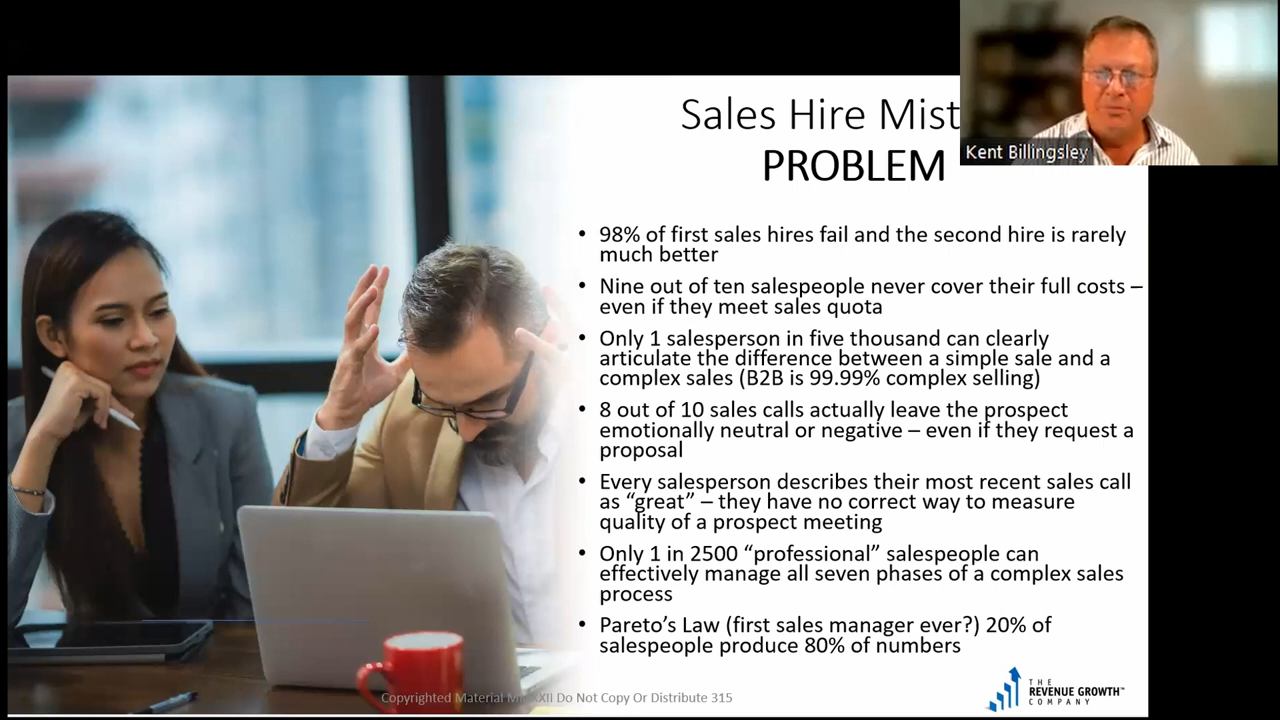 Sales Hire Mist
PROBLEM
Kent Billingsley
• 98% of first sales hires fail and the second hire is rarely
much better
• Nine out of ten salespeople never cover their full costs –
even if they meet sales quota
• Only 1 salesperson in five thousand can clearly
articulate the difference between a simple sale and a
complex sales (B2B is 99.99% complex selling)
• 8 out of 10 sales calls actually leave the prospect
emotionally neutral or negative – even if they request a
proposal
• Every salesperson describes their most recent sales call
as “great” – they have no correct way to measure
quality of a prospect meeting
• Only 1 in 2500 “professional” salespeople can
effectively manage all seven phases of a complex sales
process
• Pareto’s Law (first sales manager ever?) 20% of
salespeople produce 80% of numbers
Copyrighted Material Do Not Copy Or Distribute 315
THE
REVENUE GROWTH™
COMPANY